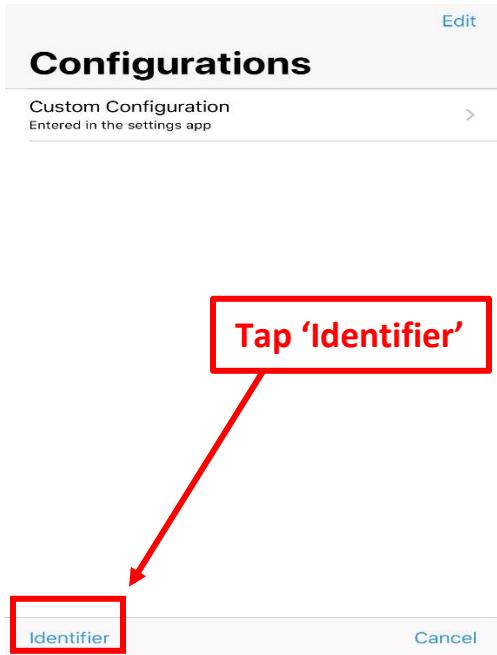 Edit
Configurations
Custom Configuration
Entered in the settings app
Tap ‘Identifier’
Identifier
Cancel